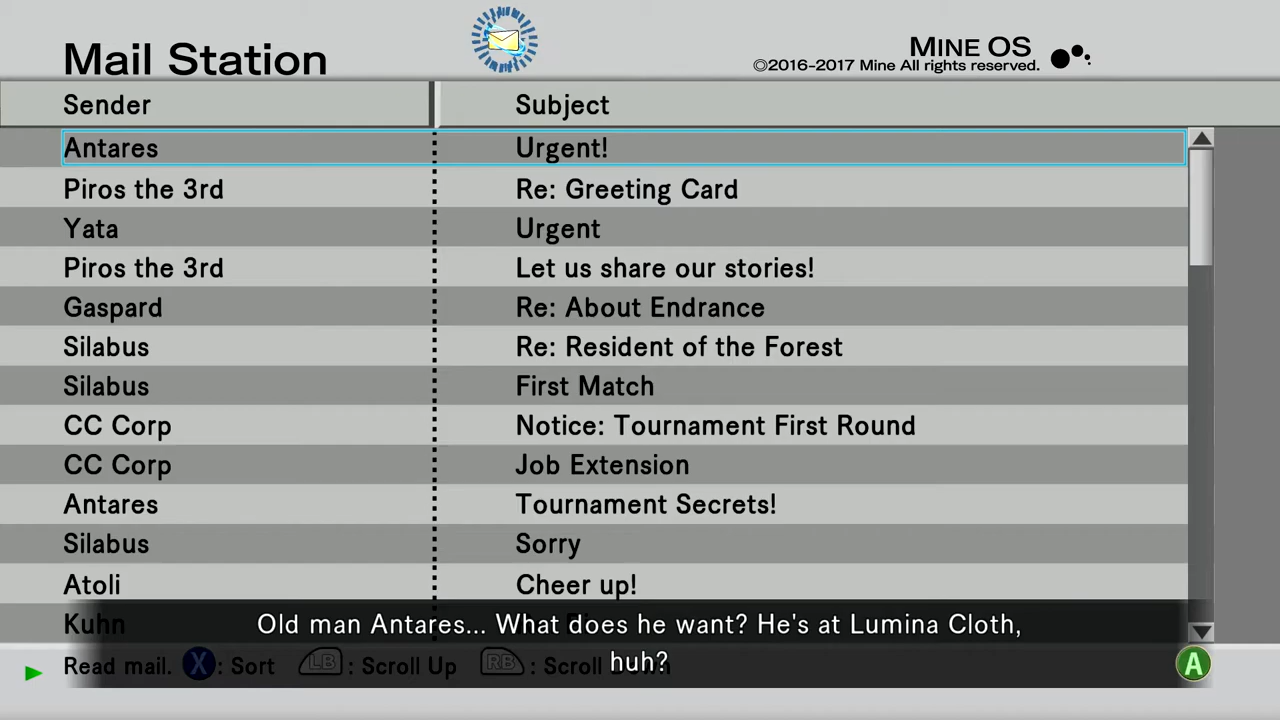 Mail Station
MINE OS
©2016-2017 Mine All rights reserved.
Sender Subject
Antares Urgent!
Piros the 3rd Re: Greeting Card
Yata Urgent
Piros the 3rd Let us share our stories!
Gaspard Re: About Endrance
Silabus Re: Resident of the Forest
Silabus First Match
CC Corp Notice: Tournament First Round
CC Corp Job Extension
Antares Tournament Secrets!
Silabus Sorry
Atoli Cheer up!
Kuhn
Old man Antares... What does he want? He's at Lumina Cloth,
huh?
Read mail. X : Sort LB : Scroll Up RB : Scroll Down
A